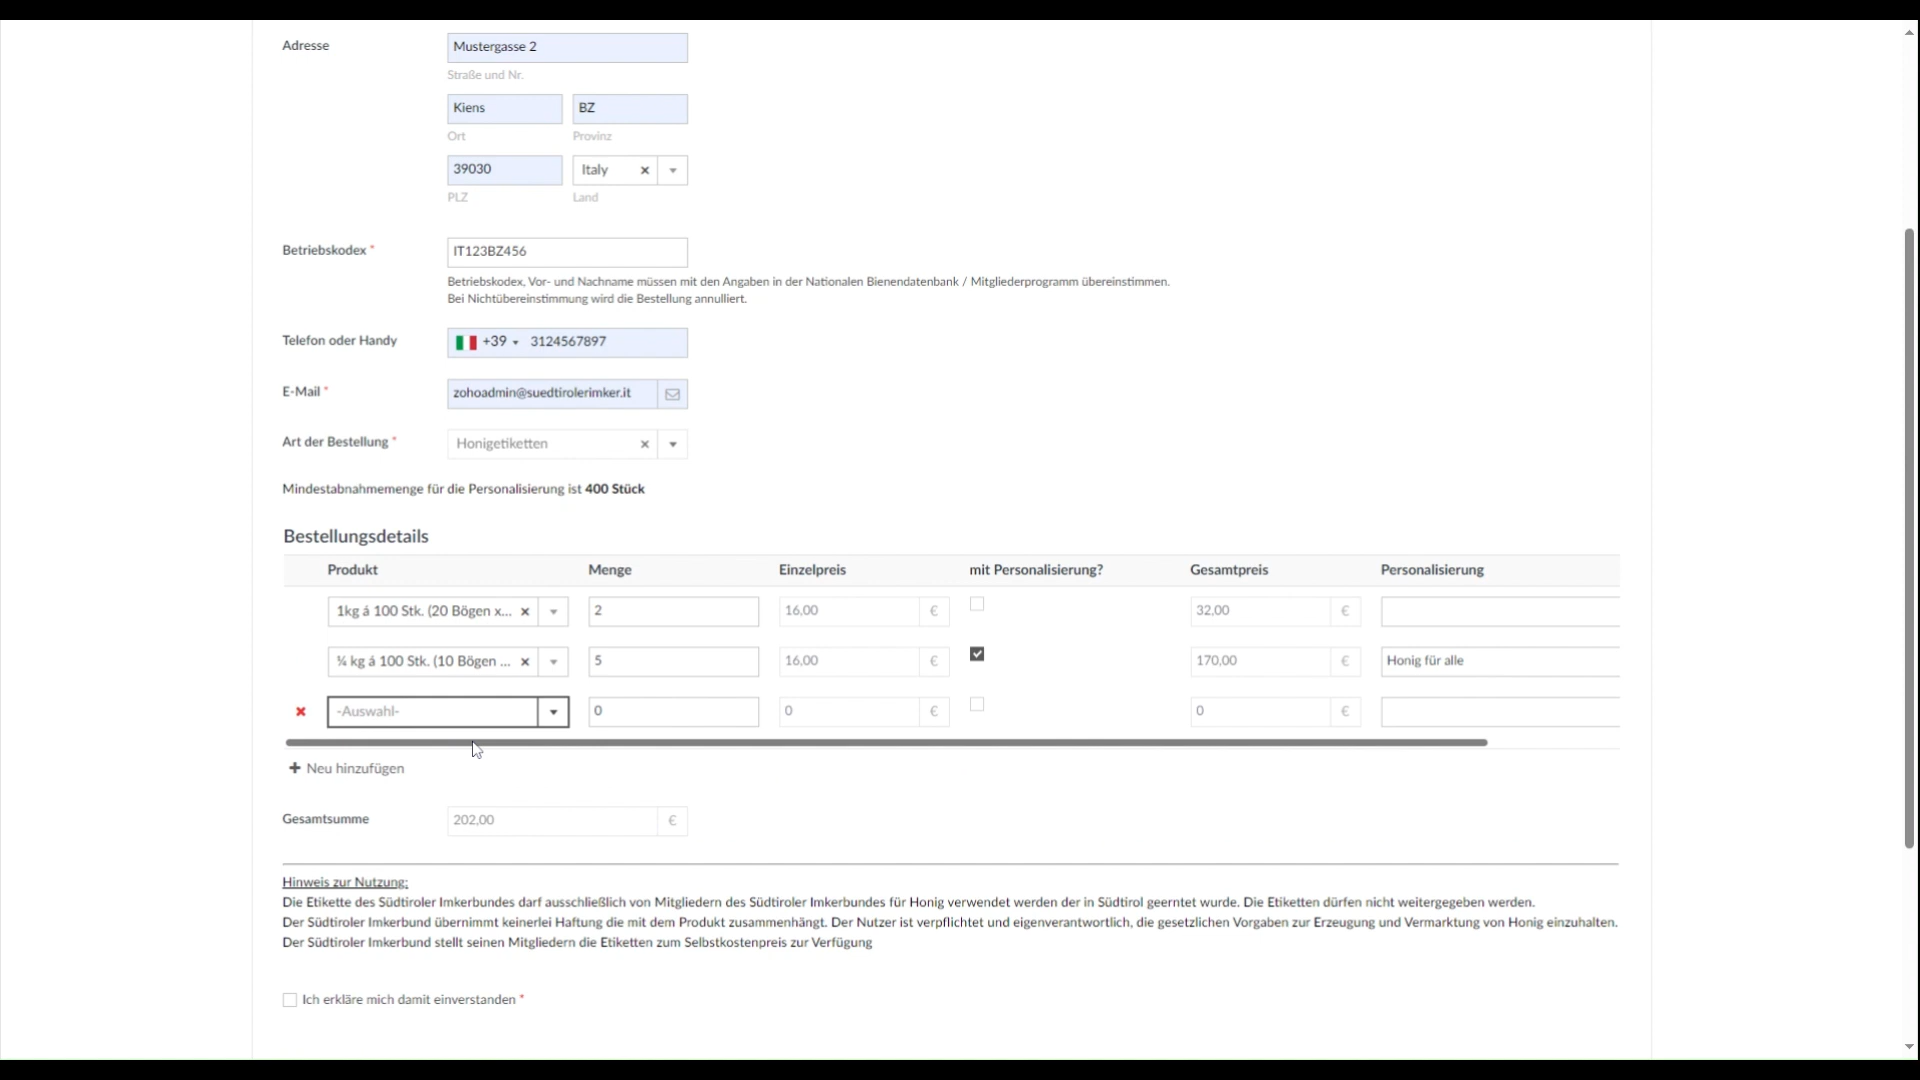 Adresse
Mustergasse 2
Straße und Nr.
Kiens BZ
Ort Provinz
39030 Italy
PLZ Land
Betriebskodex *
IT123BZ456
Betriebskodex, Vor- und Nachname müssen mit den Angaben in der Nationalen Bienendatenbank / Mitgliederprogramm übereinstimmen.
Bei Nichtübereinstimmung wird die Bestellung annulliert.
Telefon oder Handy +39 3124567897
E-Mail * zohoadmin@suedtirolerimker.it
Art der Bestellung * Honigetiketten
Mindestabnahmemenge für die Personalisierung ist 400 Stück
Bestellungsdetails
Produkt Menge Einzelpreis mit Personalisierung? Gesamtpreis Personalisierung
1kg á 100 Stk. (20 Bögen x... 2 16,00 € 32,00 €
¼ kg á 100 Stk. (10 Bögen ... 5 16,00 € 170,00 € Honig für alle
-Auswahl- 0 0 € 0 €
Neu hinzufügen
Gesamtsumme 202,00 €
Hinweis zur Nutzung:
Die Etikette des Südtiroler Imkerbundes darf ausschließlich von Mitgliedern des Südtiroler Imkerbundes für Honig verwendet werden der in Südtirol geerntet wurde. Die Etiketten dürfen nicht weitergegeben werden.
Der Südtiroler Imkerbund übernimmt keinerlei Haftung die mit dem Produkt zusammenhängt. Der Nutzer ist verpflichtet und eigenverantwortlich, die gesetzlichen Vorgaben zur Erzeugung und Vermarktung von Honig einzuhalten.
Der Südtiroler Imkerbund stellt seinen Mitgliedern die Etiketten zum Selbstkostenpreis zur Verfügung
Ich erkläre mich damit einverstanden *